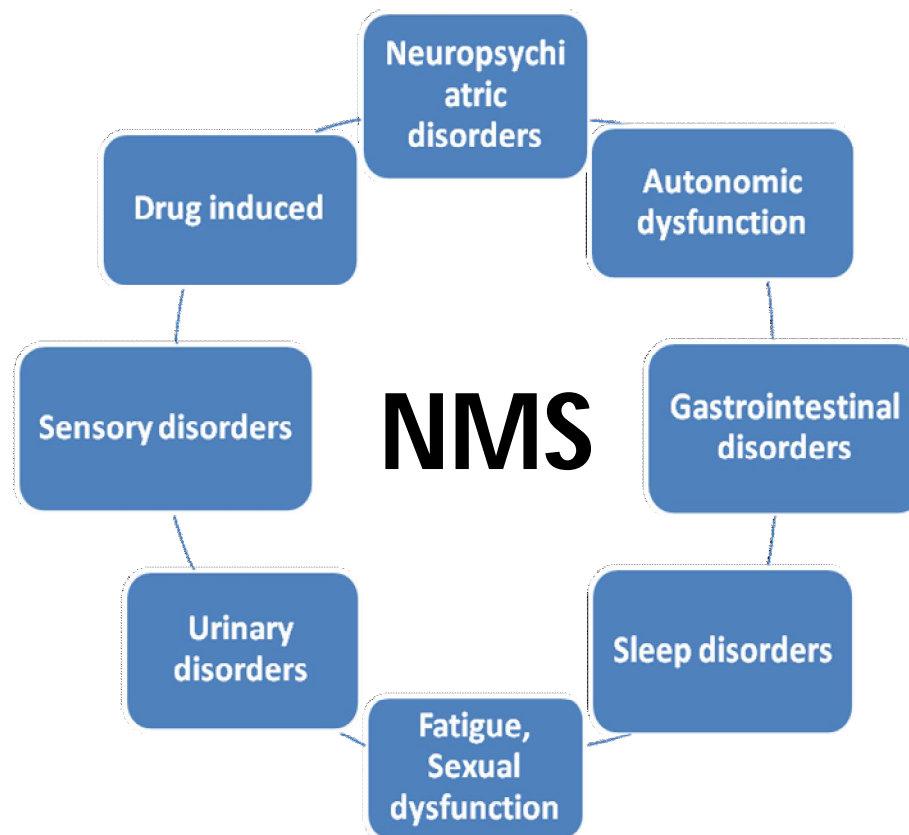 Neuropsychi
atric
disorders
Autonomic
dysfunction
Gastrointestinal
disorders
Sleep disorders
Fatigue,
Sexual
dysfunction
Urinary
disorders
Sensory disorders
Drug induced
NMS